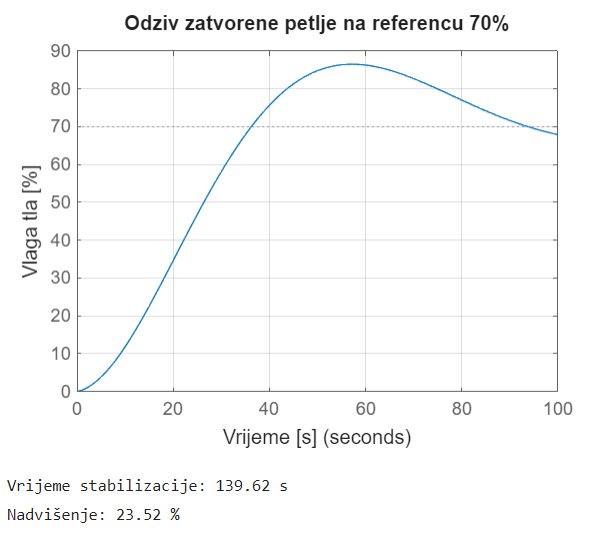 Odziv zatvorene petlje na referencu 70%
90
80
70
60
50
40
30
20
10
0
Vlaga tla [%]
0 20 40 60 80 100
Vrijeme [s] (seconds)
Vrijeme stabilizacije: 139.62 s
Nadvišenje: 23.52 %